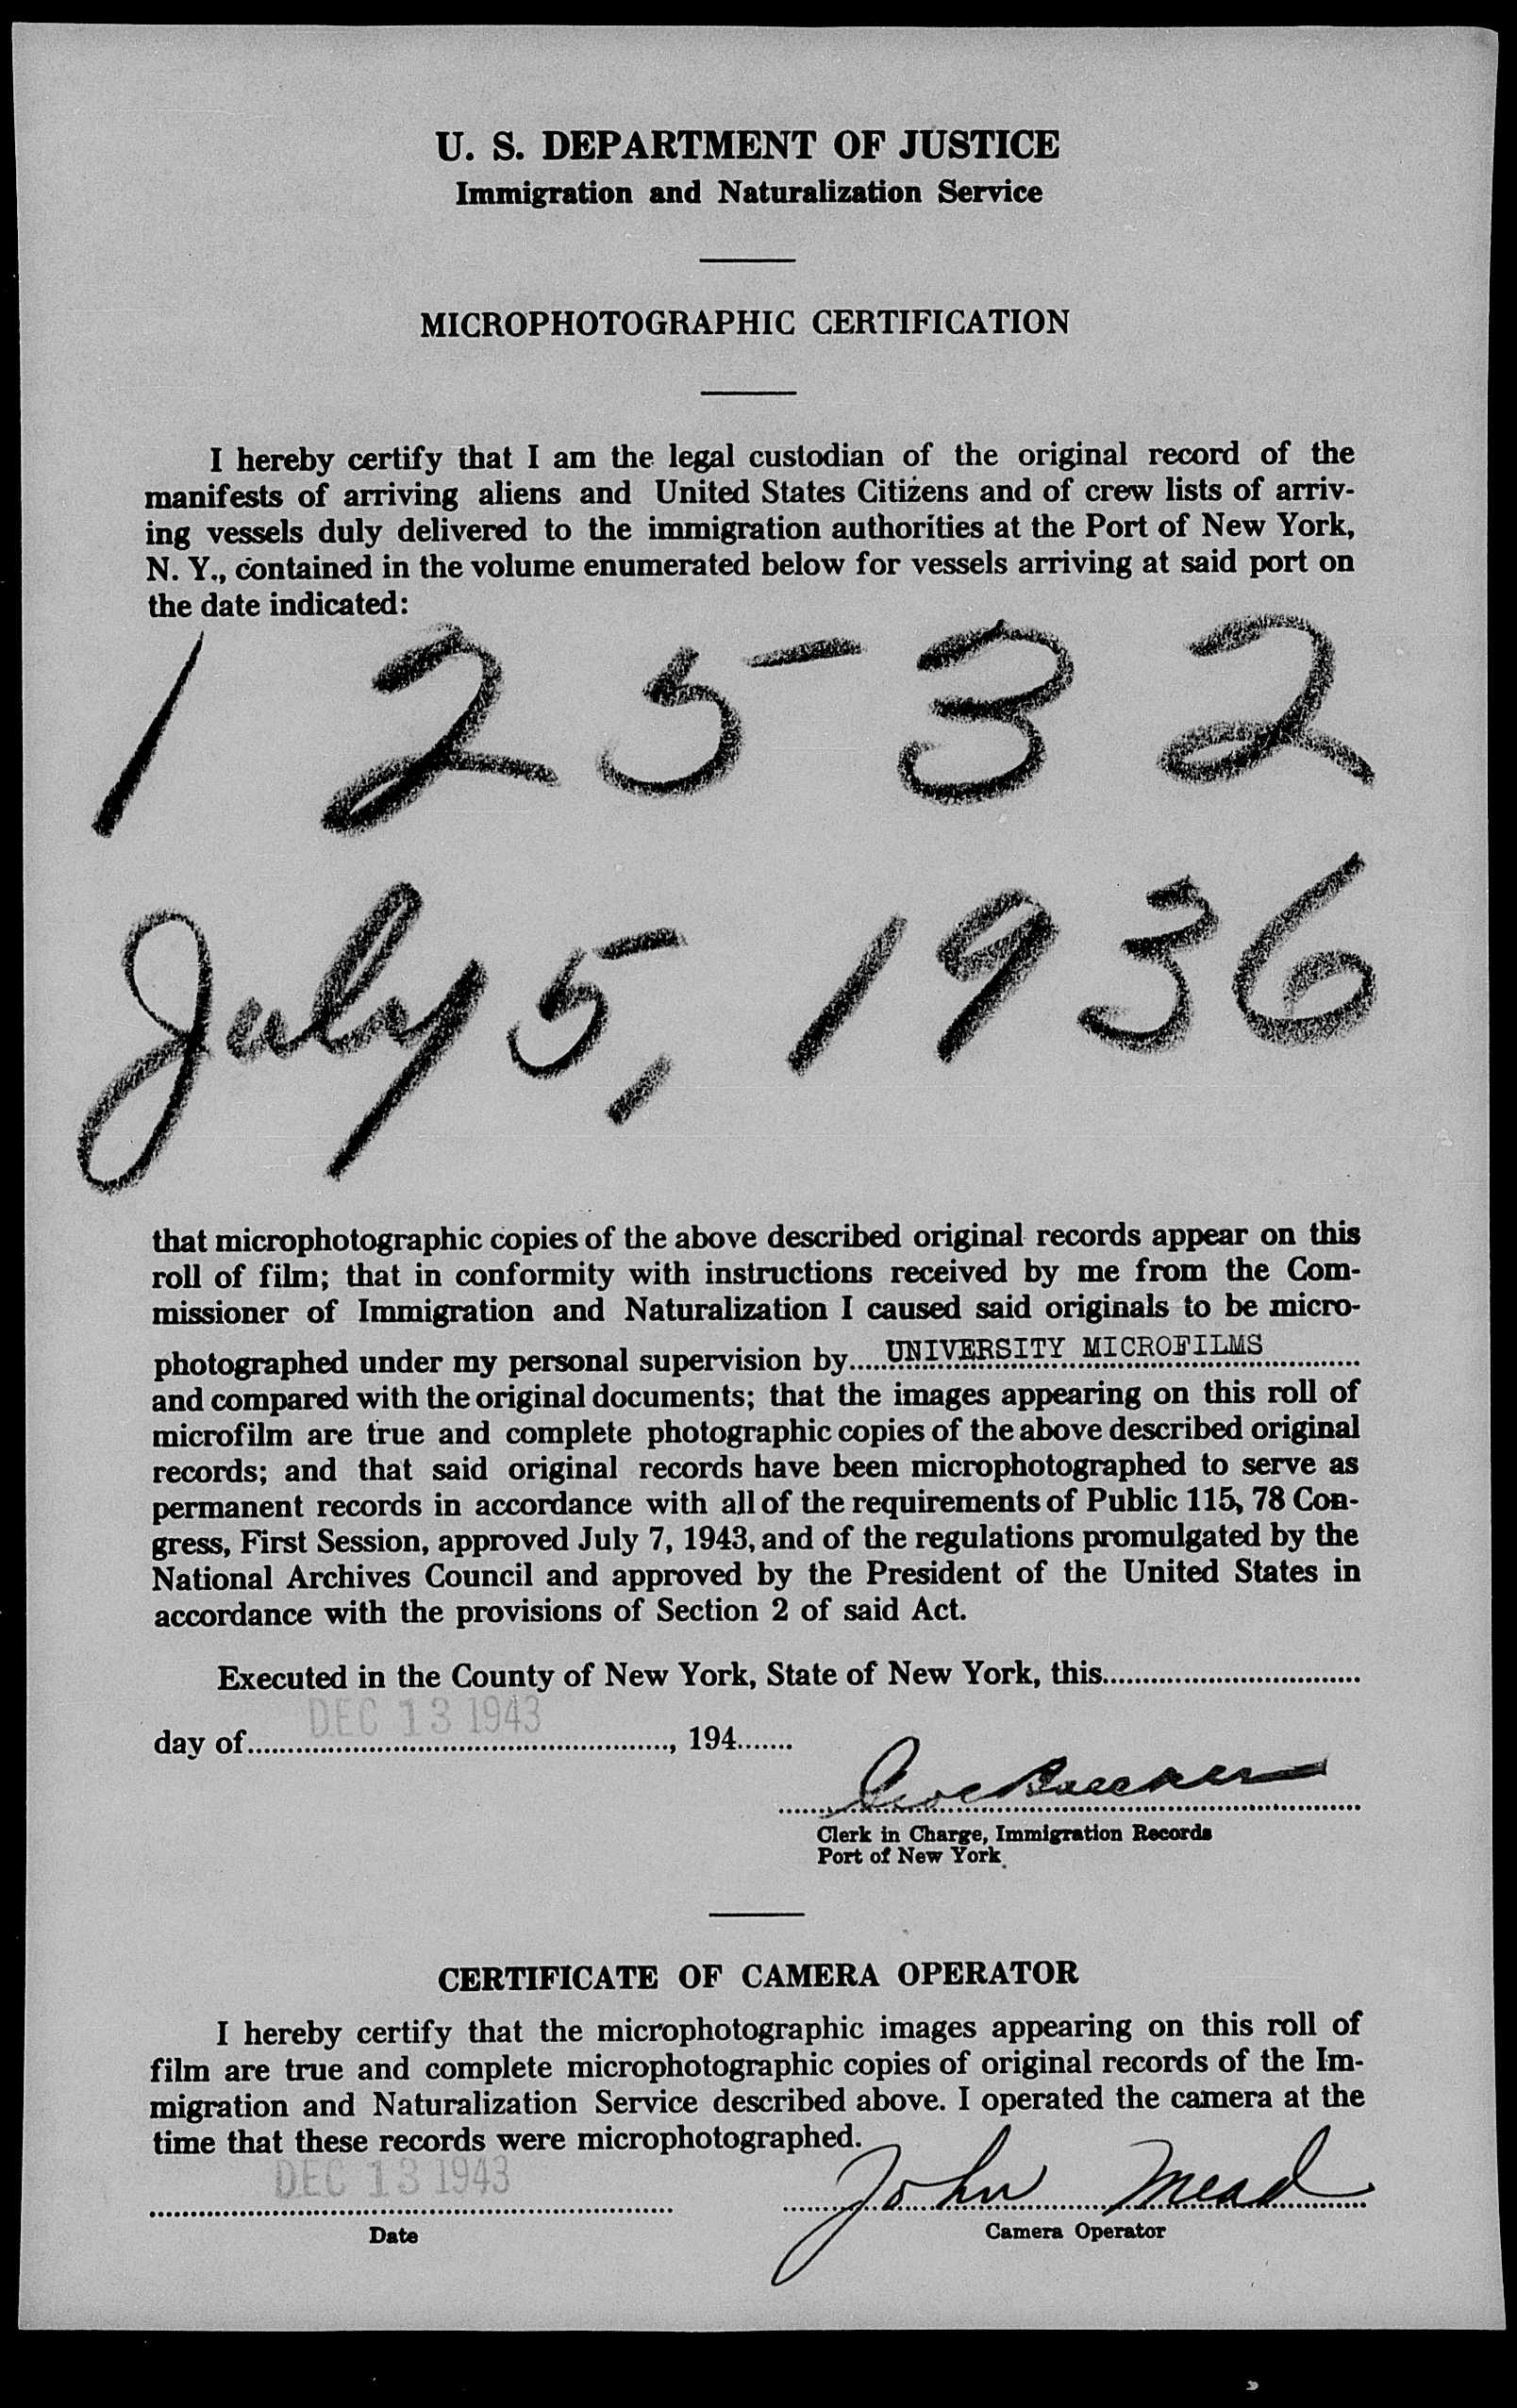 U. S. DEPARTMENT OF JUSTICE
Immigration and Naturalization Service
MICROPHOTOGRAPHIC CERTIFICATION
I hereby certify that I am the legal custodian of the original record of the
manifests of arriving aliens and United States Citizens and of crew lists of arriv-
ing vessels duly delivered to the immigration authorities at the Port of New York,
N. Y., contained in the volume enumerated below for vessels arriving at said port on
the date indicated:
1 2 5 3 2
July 5, 1936
that microphotographic copies of the above described original records appear on this
roll of film; that in conformity with instructions received by me from the Com-
missioner of Immigration and Naturalization I caused said originals to be micro-
photographed under my personal supervision by.....UNIVERSITY MICROFILMS
and compared with the original documents; that the images appearing on this roll of
microfilm are true and complete photographic copies of the above described original
records; and that said original records have been microphotographed to serve as
permanent records in accordance with all of the requirements of Public 115, 78 Con-
gress, First Session, approved July 7, 1943, and of the regulations promulgated by the
National Archives Council and approved by the President of the United States in
accordance with the provisions of Section 2 of said Act.
Executed in the County of New York, State of New York, this
day of DEC 13 1943, 194
Clerk in Charge, Immigration Records
Port of New York
CERTIFICATE OF CAMERA OPERATOR
I hereby certify that the microphotographic images appearing on this roll of
film are true and complete microphotographic copies of original records of the Im-
migration and Naturalization Service described above. I operated the camera at the
time that these records were microphotographed.
DEC 13 1943 John Mead
Date Camera Operator